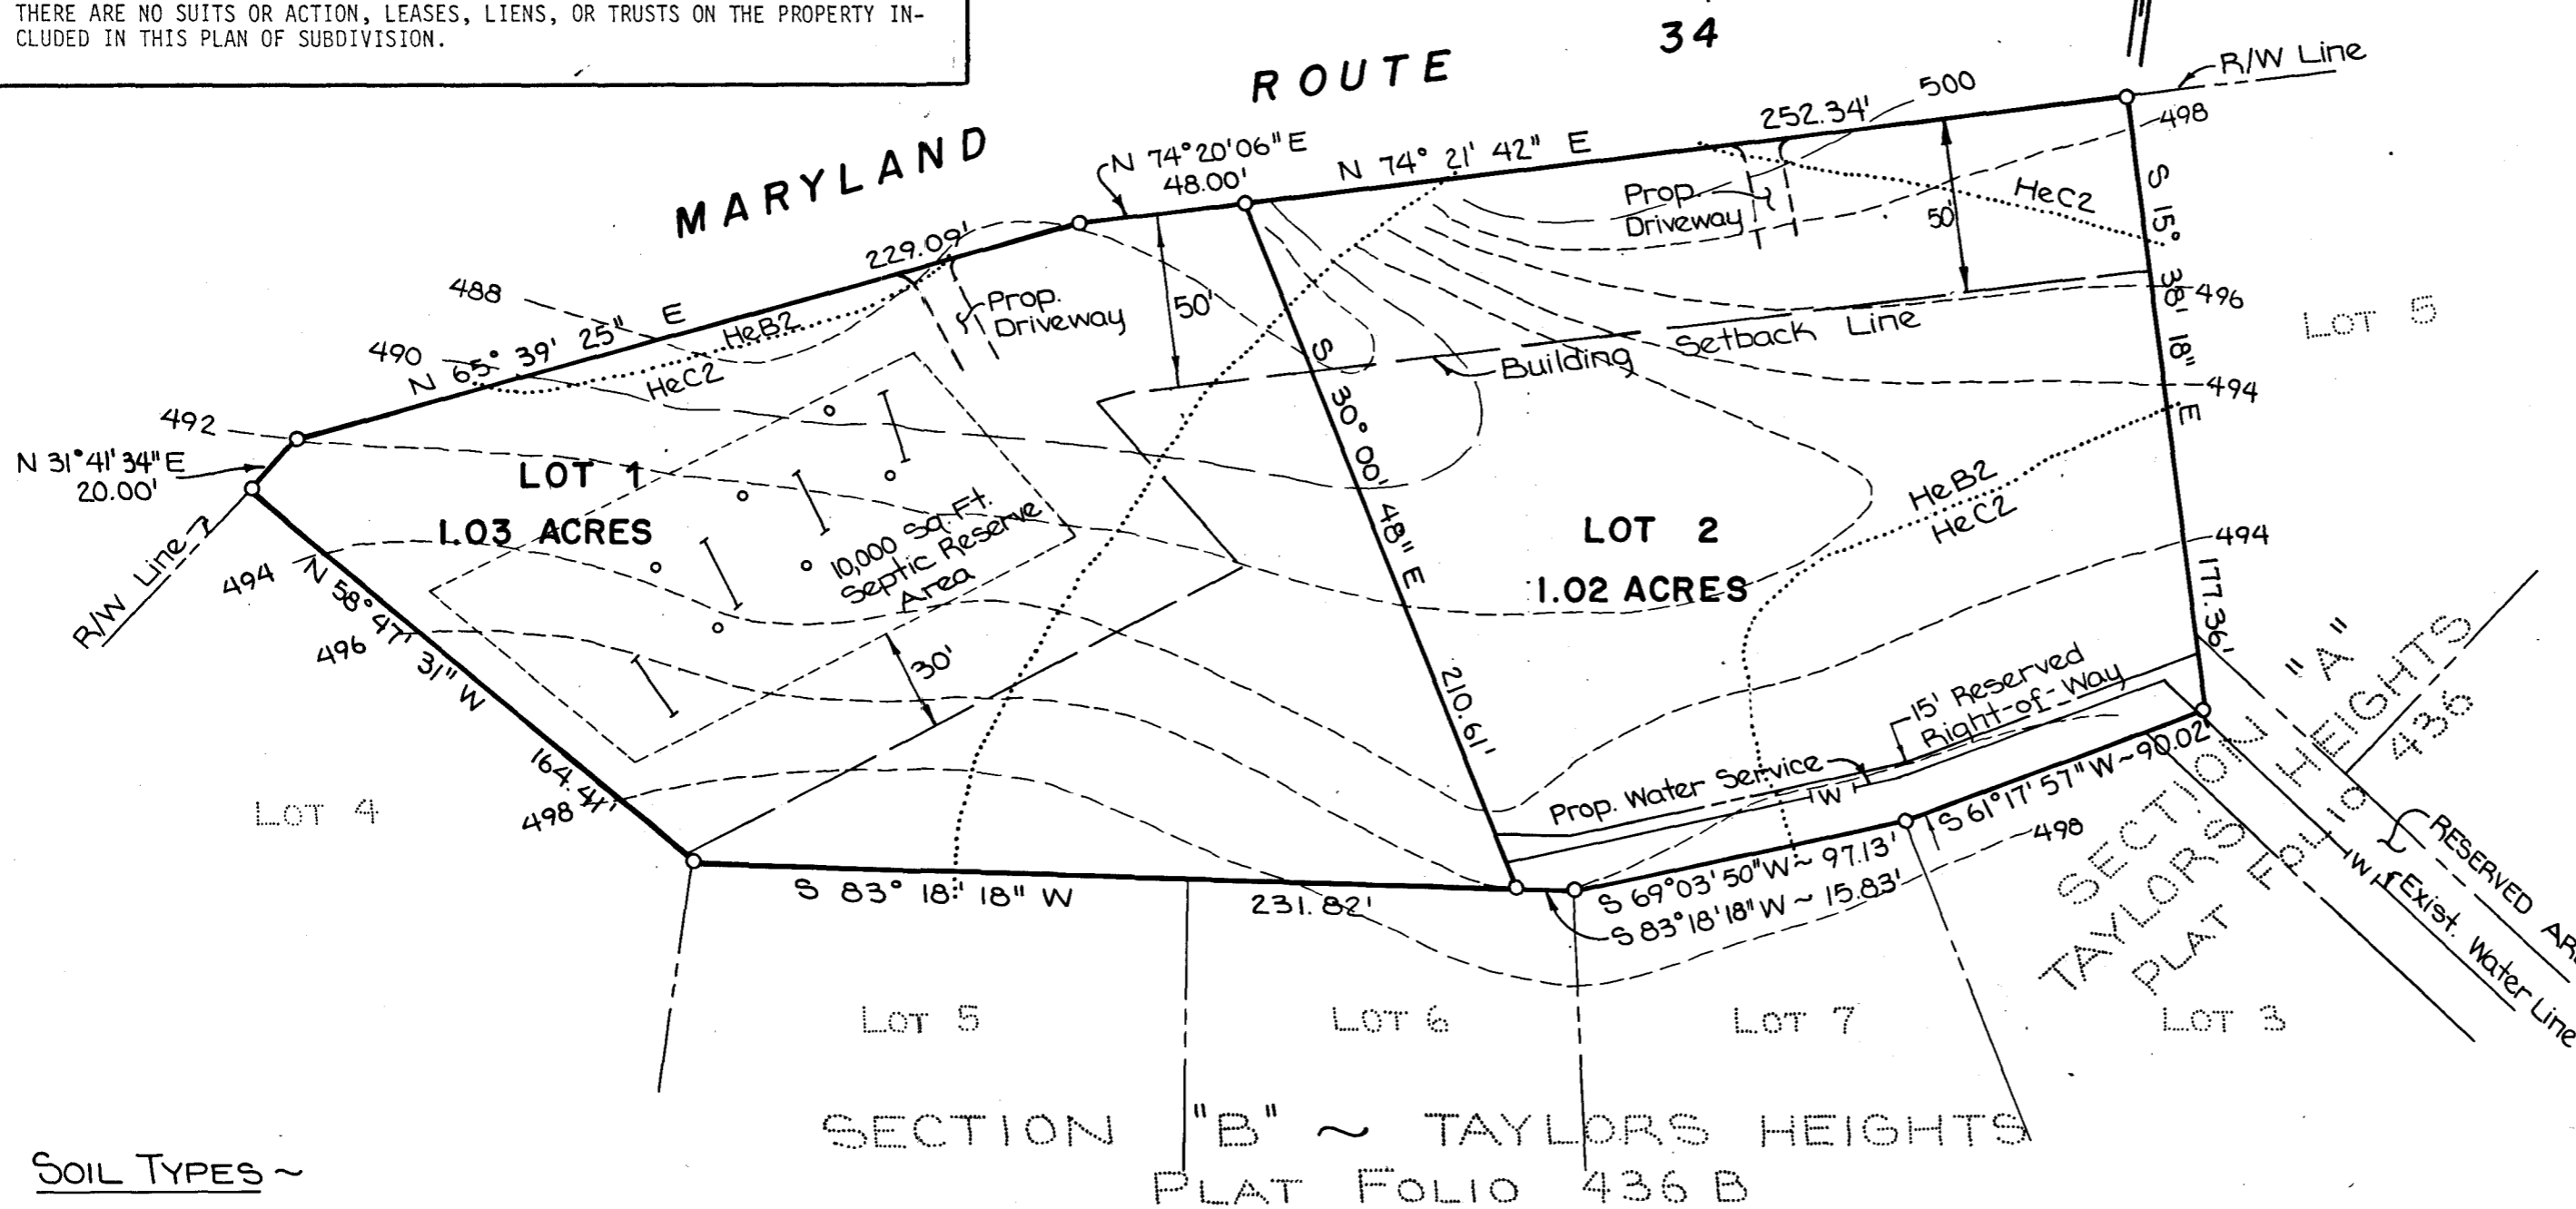 THERE ARE NO SUITS OR ACTION, LEASES, LIENS, OR TRUSTS ON THE PROPERTY IN-
CLUDED IN THIS PLAN OF SUBDIVISION.
MARYLAND ROUTE 34
R/W Line
500
252.34'
N 74° 21' 42" E
N 74°20'06"E
48.00'
229.09'
N 65° 39' 25" E
498
HeC2
50'
Prop.
Driveway
S 15° 38' 18" E
177.36'
496
494
494
LOT 5
488
490
492
HeB2
HeC2
Prop.
Driveway
50'
Building Setback Line
N 31°41'34"E
20.00'
R/W Line
LOT 1
1.03 ACRES
10,000 Sq. Ft.
Septic Reserve
Area
30'
S 30° 00' 48" E
210.61'
LOT 2
1.02 ACRES
HeB2
HeC2
494
496
498
N 58° 47' 31" W
164.41'
LOT 4
15' Reserved
Right-of-Way
Prop. Water Service
W
S 61°17'57"W~90.02'
S 69°03'50"W~ 97.13'
S 83°18'18"W ~ 15.83'
498
S 83° 18' 18" W
231.82'
SECTION "A"
TAYLORS HEIGHTS
PLAT FOLIO 436
RESERVED
W
Exist. Water Line
LOT 5
LOT 6
LOT 7
LOT 3
SECTION "B" ~ TAYLORS HEIGHTS
PLAT FOLIO 436 B
SOIL TYPES ~